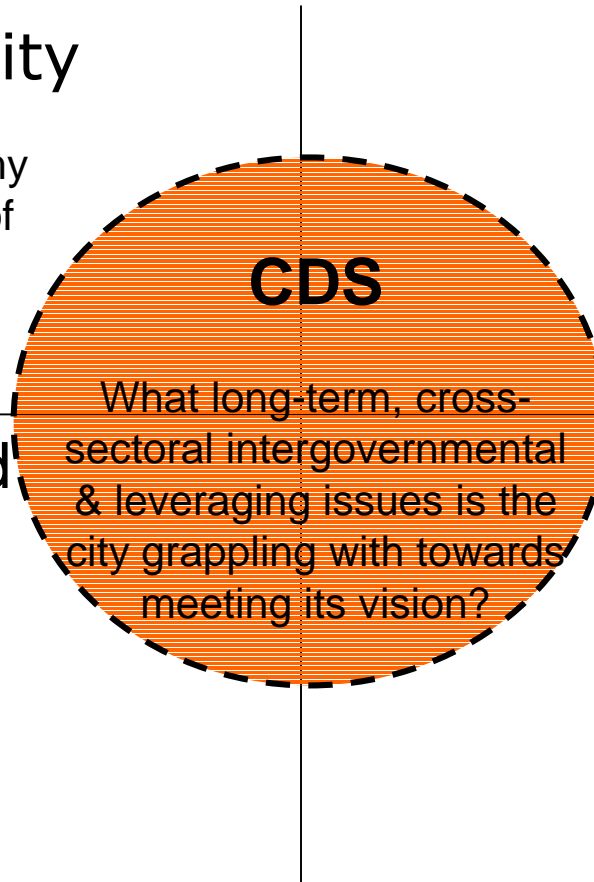 ity
ny
of
CDS
What long-term, cross-
d
sectoral intergovernmental
& leveraging issues is the
city grappling with towards
meeting its vision?